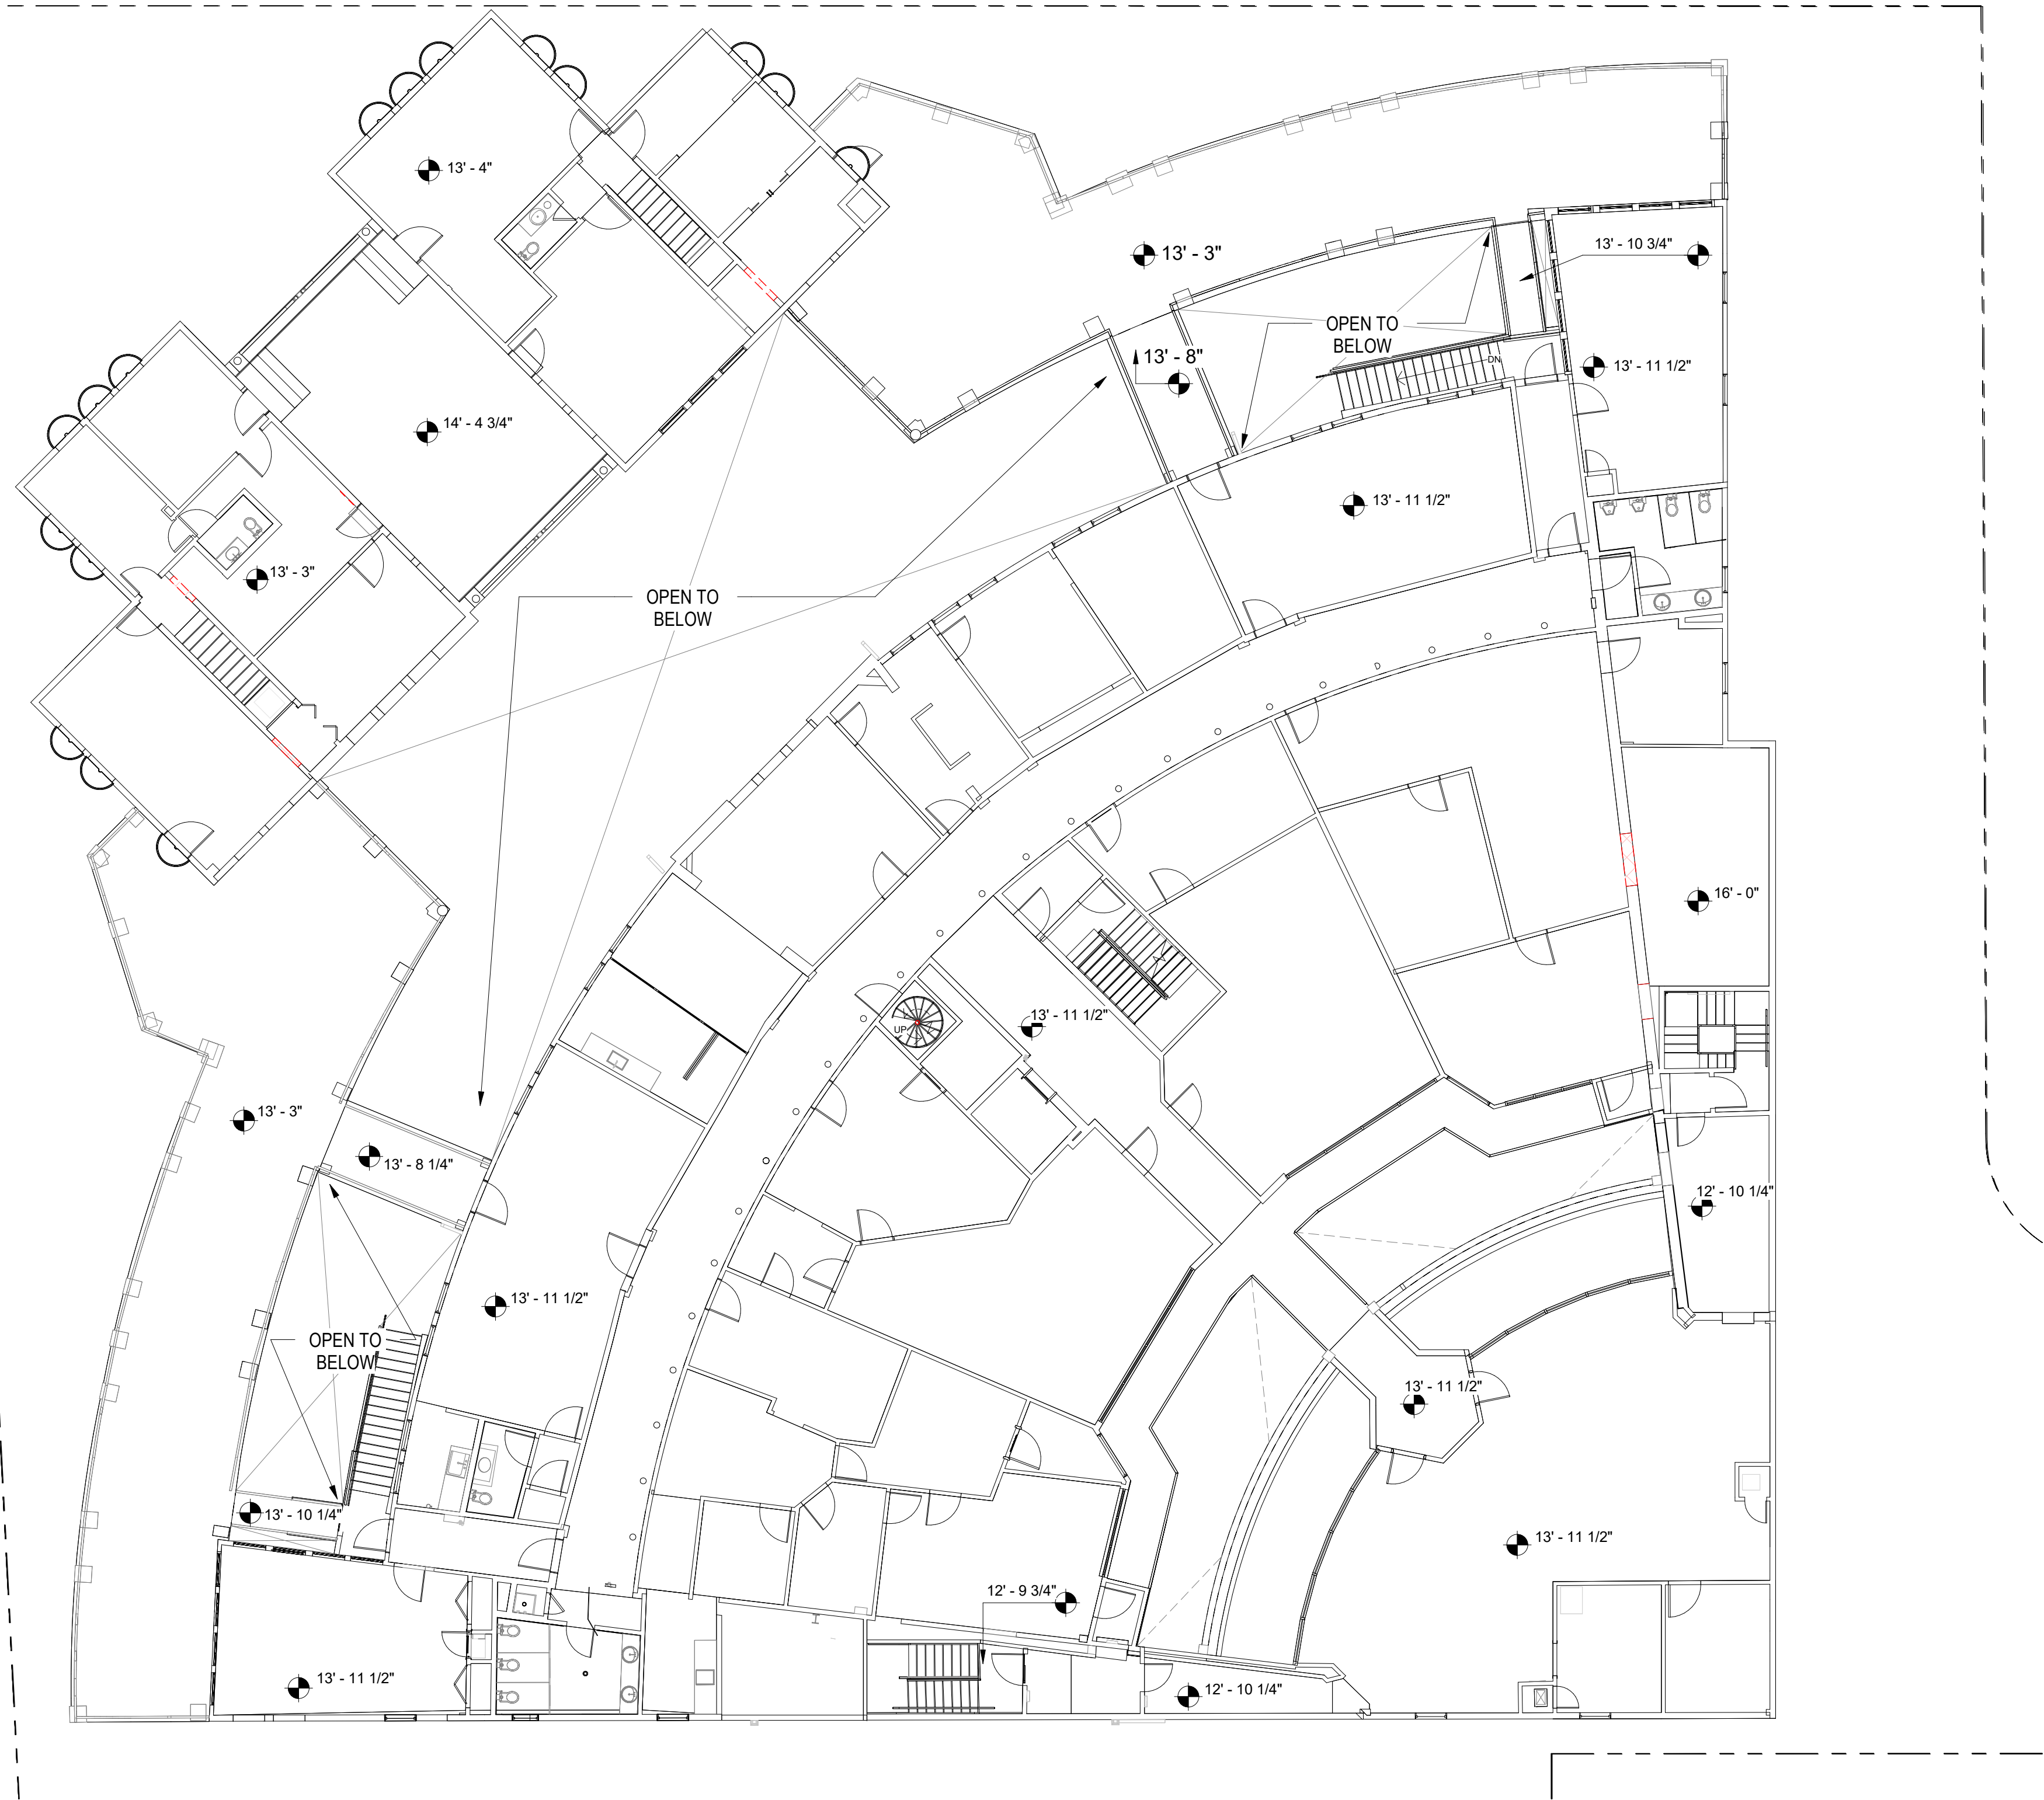 13' - 4"
13' - 10 3/4"
13' - 3"
OPEN TO
BELOW
13' - 8"
DN
13' - 11 1/2"
14' - 4 3/4"
13' - 11 1/2"
13' - 3"
OPEN TO
BELOW
16' - 0"
13' - 11 1/2"
UP
13' - 3"
13' - 8 1/4"
12' - 10 1/4"
13' - 11 1/2"
OPEN TO
BELOW
13' - 11 1/2"
13' - 10 1/4"
13' - 11 1/2"
12' - 9 3/4"
13' - 11 1/2"
12' - 10 1/4"